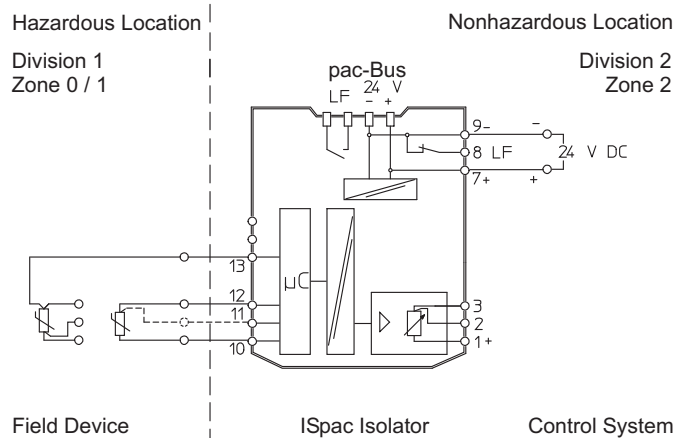 Hazardous Location
Nonhazardous Location
Division 1
Zone 0 / 1
Division 2
Zone 2
pac-Bus
LF 24 V
- +
9-
8 LF
7+
-
24 V DC
+
13
12
11
10
µC
3
2
1+
Field Device
ISpac Isolator
Control System